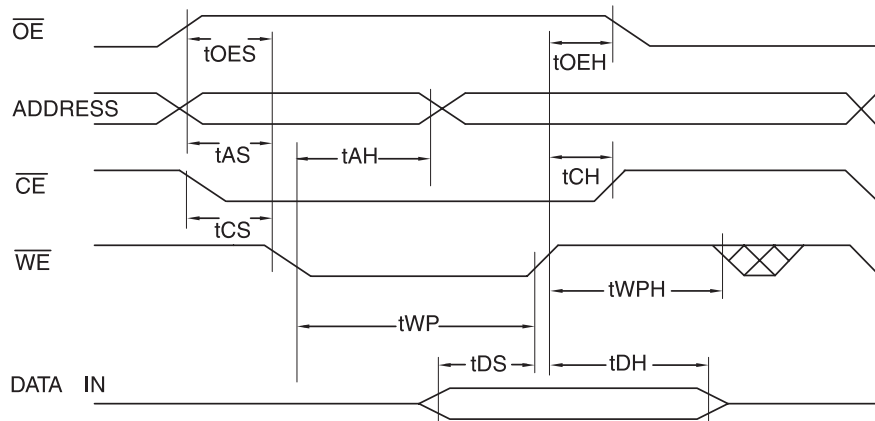 OE
tOES
tOEH
ADDRESS
tAS
tAH
tCH
CE
tCS
WE
tWPH
tWP
tDS
tDH
DATA IN